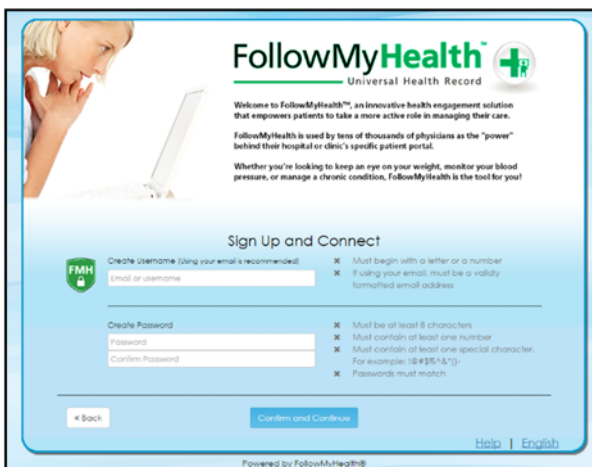 FollowMyHealth™
Universal Health Record
Welcome to FollowMyHealth™, an innovative health engagement solution
that empowers patients to take a more active role in managing their care.
FollowMyHealth is used by tens of thousands of physicians as the "power"
behind their hospital or clinic's specific patient portal.
Whether you're looking to keep an eye on your weight, monitor your blood
pressure, or manage a chronic condition, FollowMyHealth is the tool for you!
Sign Up and Connect
FMH
Create Username (Using your email is recommended)
Email or username
✖ Must begin with a letter or a number
✖ If using your email, must be a validly
formatted email address
Create Password
Password
Confirm Password
✖ Must be at least 8 characters
✖ Must contain at least one number
✖ Must contain at least one special character.
For example: !@#$%^&*()-
✖ Passwords must match
« Back
Confirm and Continue
Help | English
Powered by FollowMyHealth®